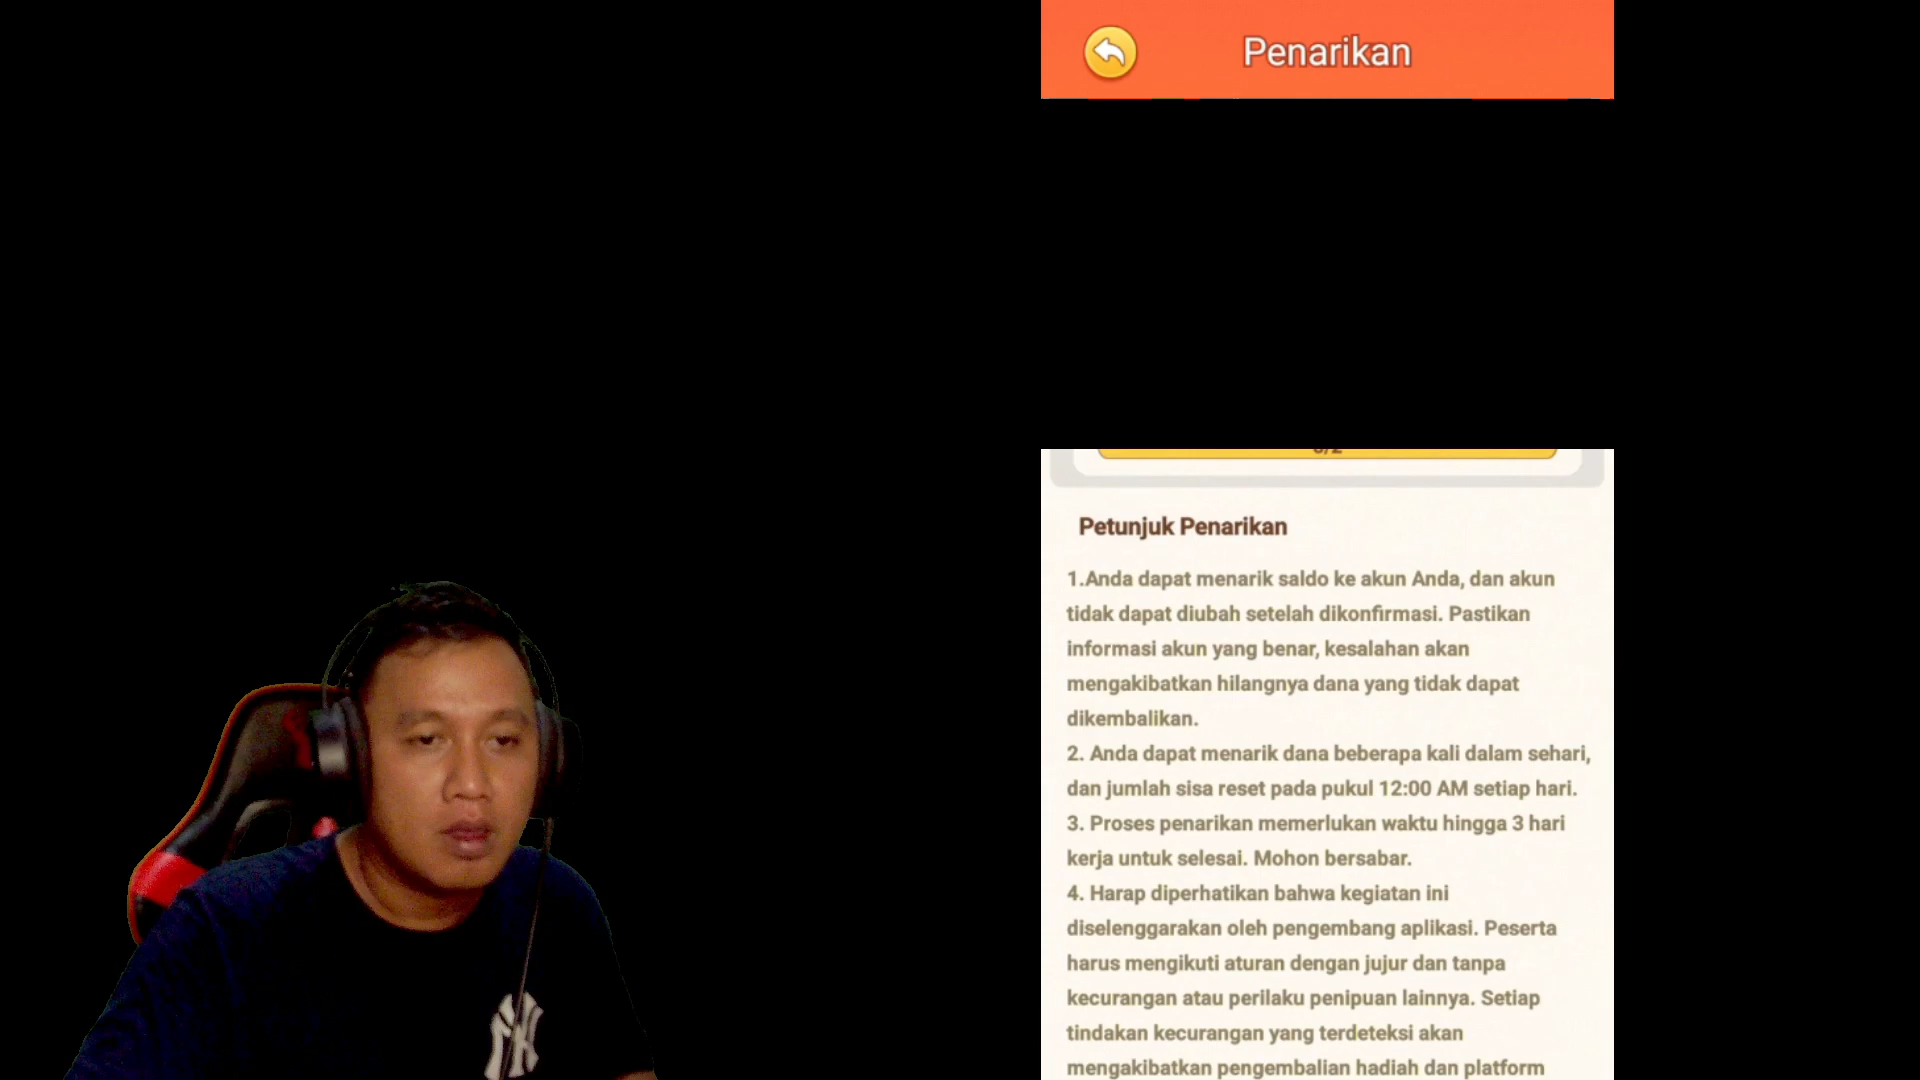 Penarikan
Petunjuk Penarikan
1.Anda dapat menarik saldo ke akun Anda, dan akun
tidak dapat diubah setelah dikonfirmasi. Pastikan
informasi akun yang benar, kesalahan akan
mengakibatkan hilangnya dana yang tidak dapat
dikembalikan.
2. Anda dapat menarik dana beberapa kali dalam sehari,
dan jumlah sisa reset pada pukul 12:00 AM setiap hari.
3. Proses penarikan memerlukan waktu hingga 3 hari
kerja untuk selesai. Mohon bersabar.
4. Harap diperhatikan bahwa kegiatan ini
diselenggarakan oleh pengembang aplikasi. Peserta
harus mengikuti aturan dengan jujur dan tanpa
kecurangan atau perilaku penipuan lainnya. Setiap
tindakan kecurangan yang terdeteksi akan
mengakibatkan pengembalian hadiah dan platform
NY